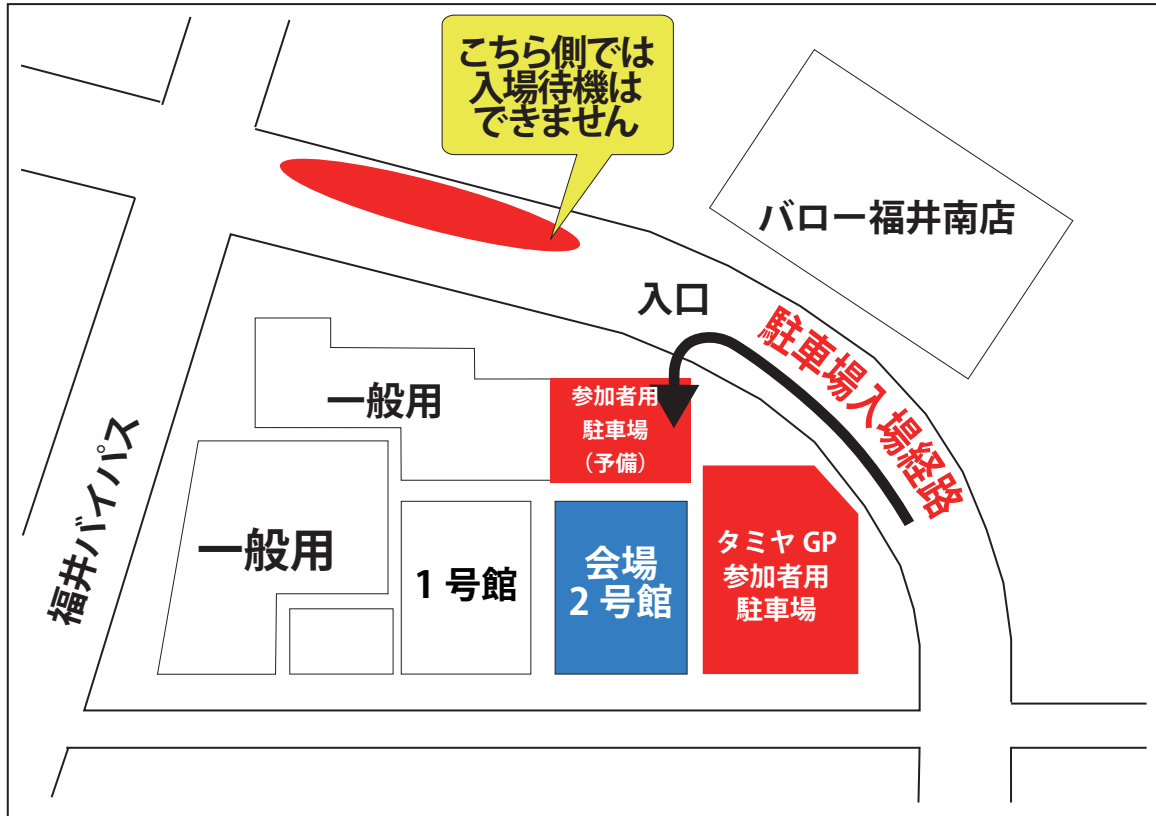 こちら側では
入場待機は
できません
バロー福井南店
入口
駐車場入場経路
一般用
参加者用
駐車場
（予備）
福井バイパス
一般用
1 号館
会場
2 号館
タミヤ GP
参加者用
駐車場